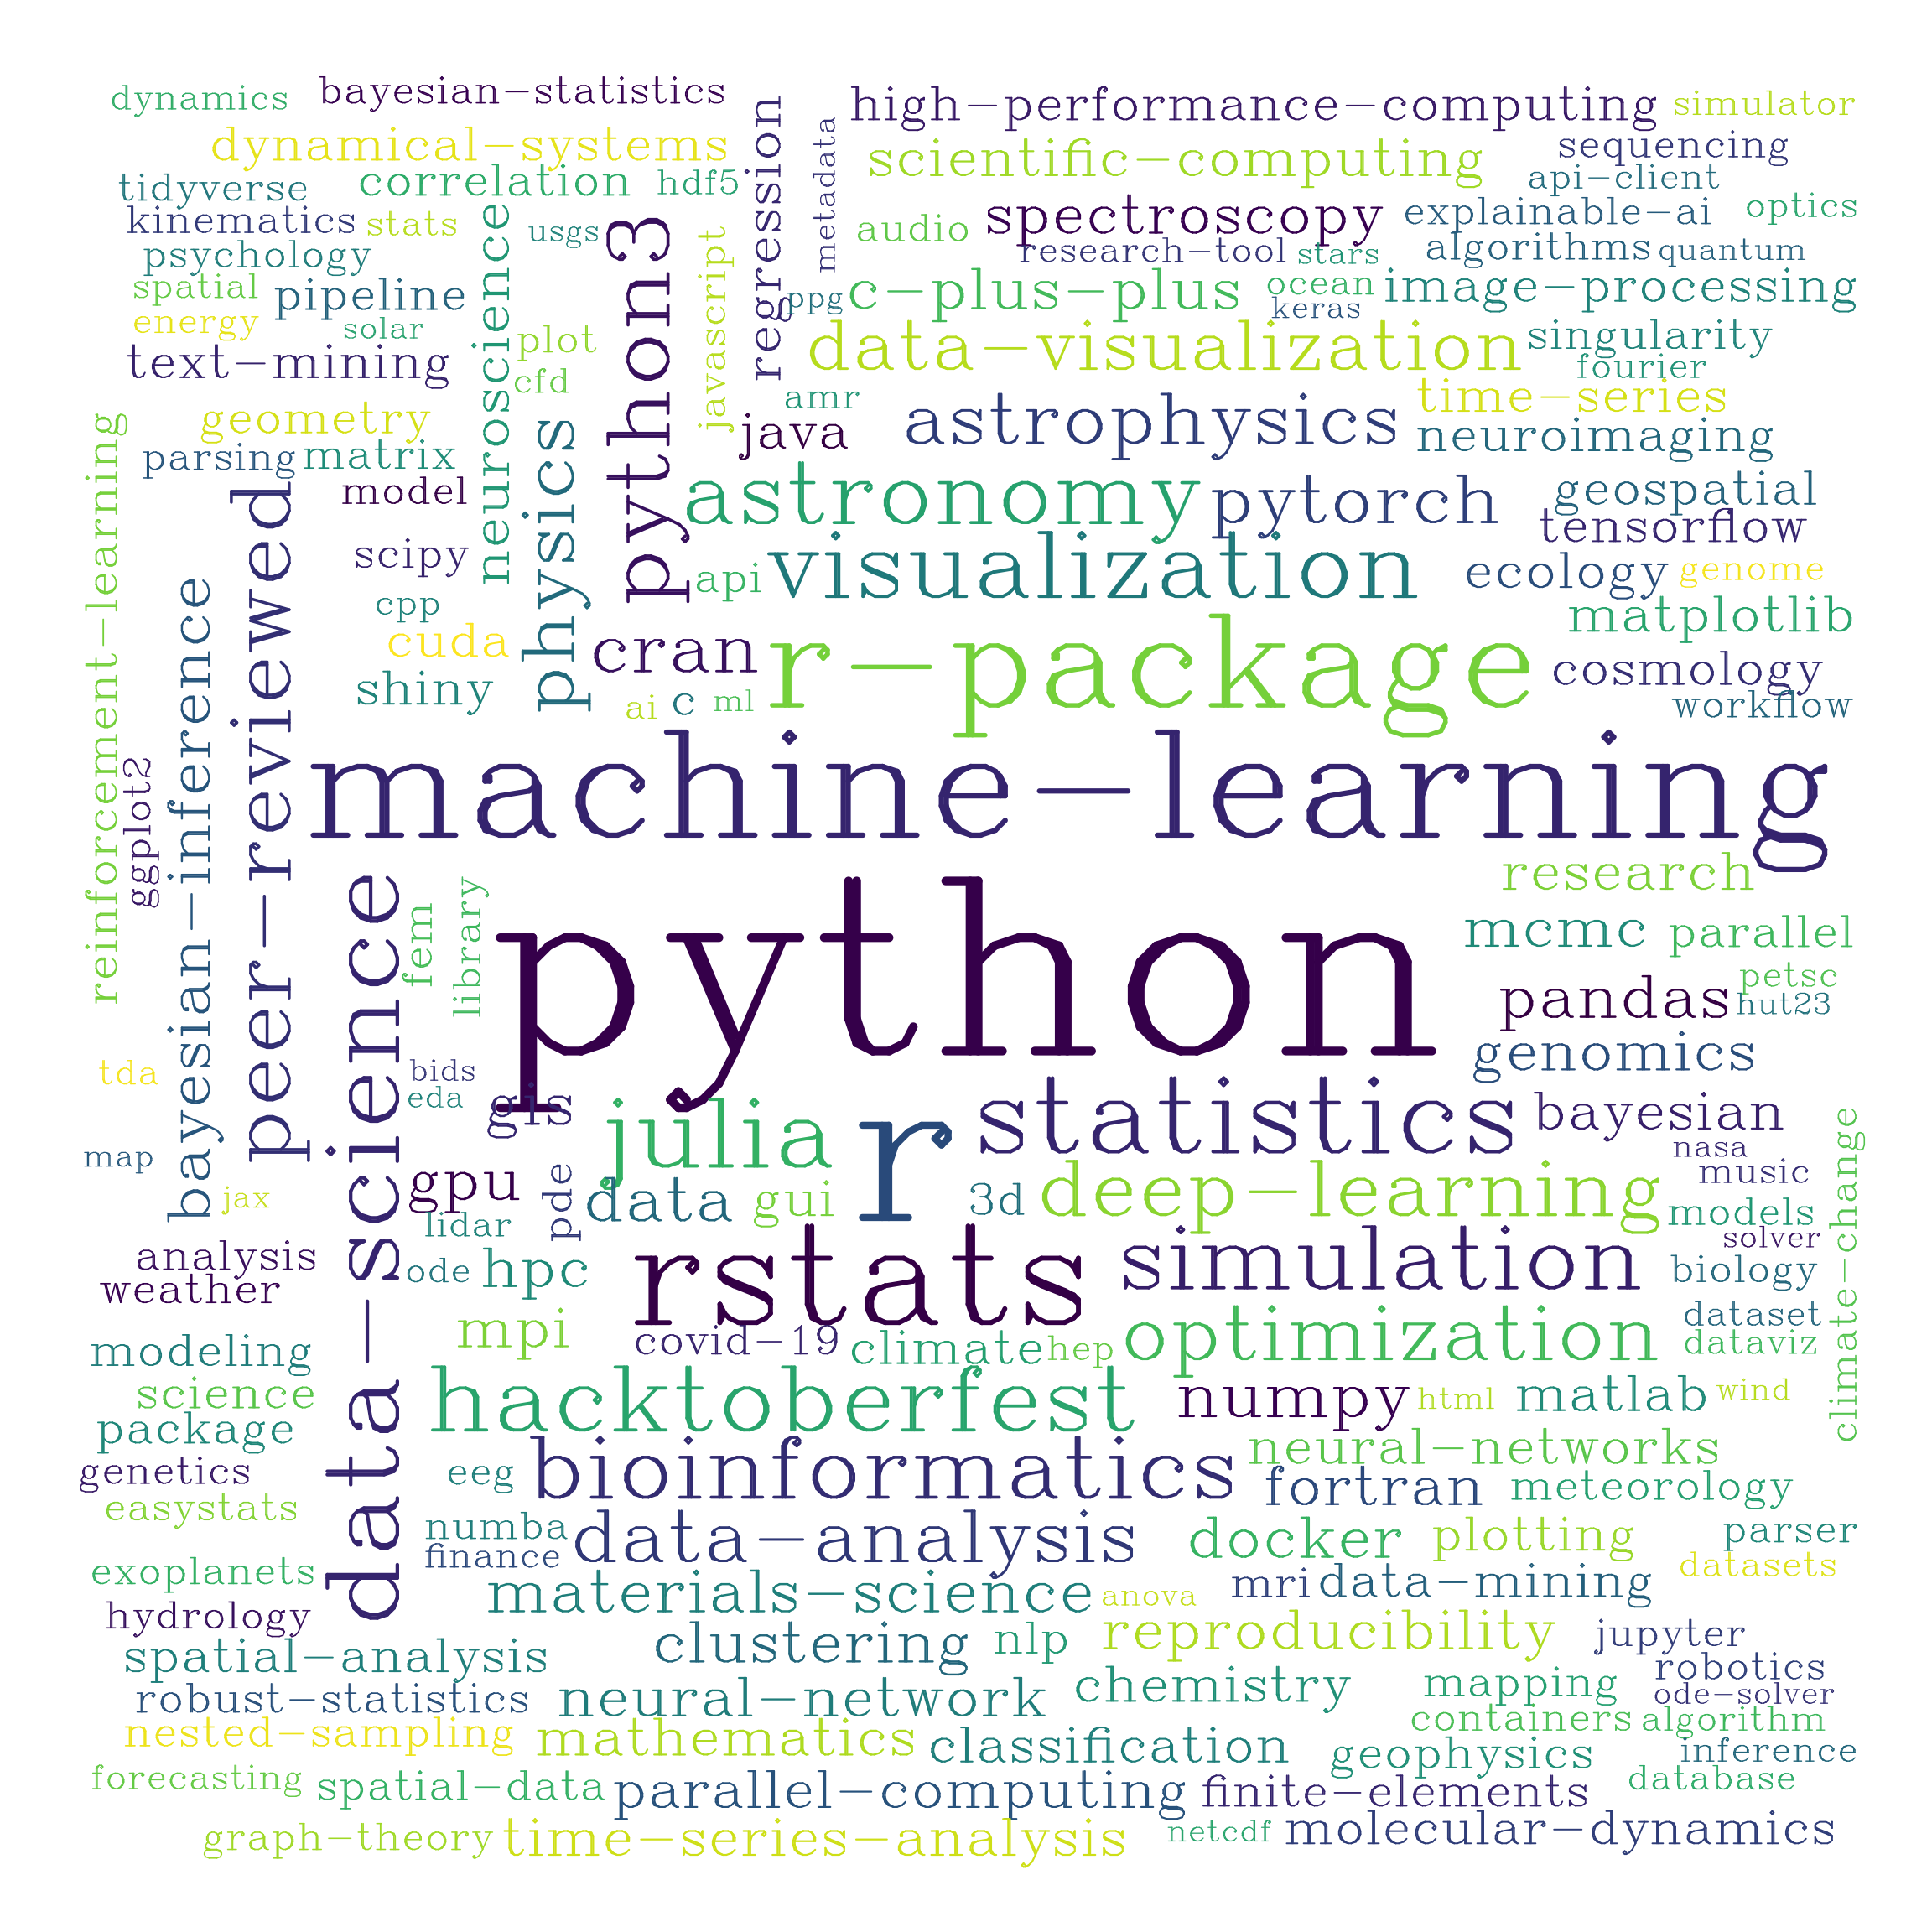 dynamics
bayesian-statistics
high-performance-computing
simulator
dynamical-systems
regression
metadata
scientific-computing
sequencing
tidyverse
correlation
hdf5
api-client
kinematics
stats
neuroscience
usgs
python3
javascript
audio
spectroscopy
explainable-ai
optics
psychology
research-tool
stars
algorithms
quantum
spatial
pipeline
ppg
c-plus-plus
ocean
keras
image-processing
energy
solar
plot
data-visualization
singularity
text-mining
cfd
fourier
geometry
physics
amr
java
astrophysics
time-series
neuroimaging
reinforcement-learning
parsing
matrix
peer-reviewed
model
astronomy
pytorch
geospatial
tensorflow
scipy
api
visualization
ecology
genome
bayesian-inference
cpp
cuda
cran
r-package
matplotlib
cosmology
shiny
ai
c
ml
workflow
ggplot2
machine-learning
data-science
fem
library
python
research
mcmc
parallel
petsc
pandas
hut23
tda
bids
eda
gis
genomics
julia
r
statistics
bayesian
climate-change
map
jax
gpu
pde
data
gui
3d
deep-learning
nasa
music
lidar
models
solver
analysis
weather
ode
hpc
rstats
simulation
biology
mpi
covid-19
climate
hep
optimization
dataset
dataviz
modeling
science
package
hacktoberfest
numpy
html
matlab
wind
genetics
eeg
bioinformatics
neural-networks
fortran
meteorology
easystats
numba
finance
data-analysis
docker
plotting
parser
exoplanets
materials-science
anova
mri
data-mining
datasets
hydrology
clustering
nlp
reproducibility
jupyter
spatial-analysis
robotics
robust-statistics
neural-network
chemistry
mapping
ode-solver
nested-sampling
mathematics
classification
containers
algorithm
geophysics
inference
forecasting
spatial-data
parallel-computing
finite-elements
database
graph-theory
time-series-analysis
netcdf
molecular-dynamics